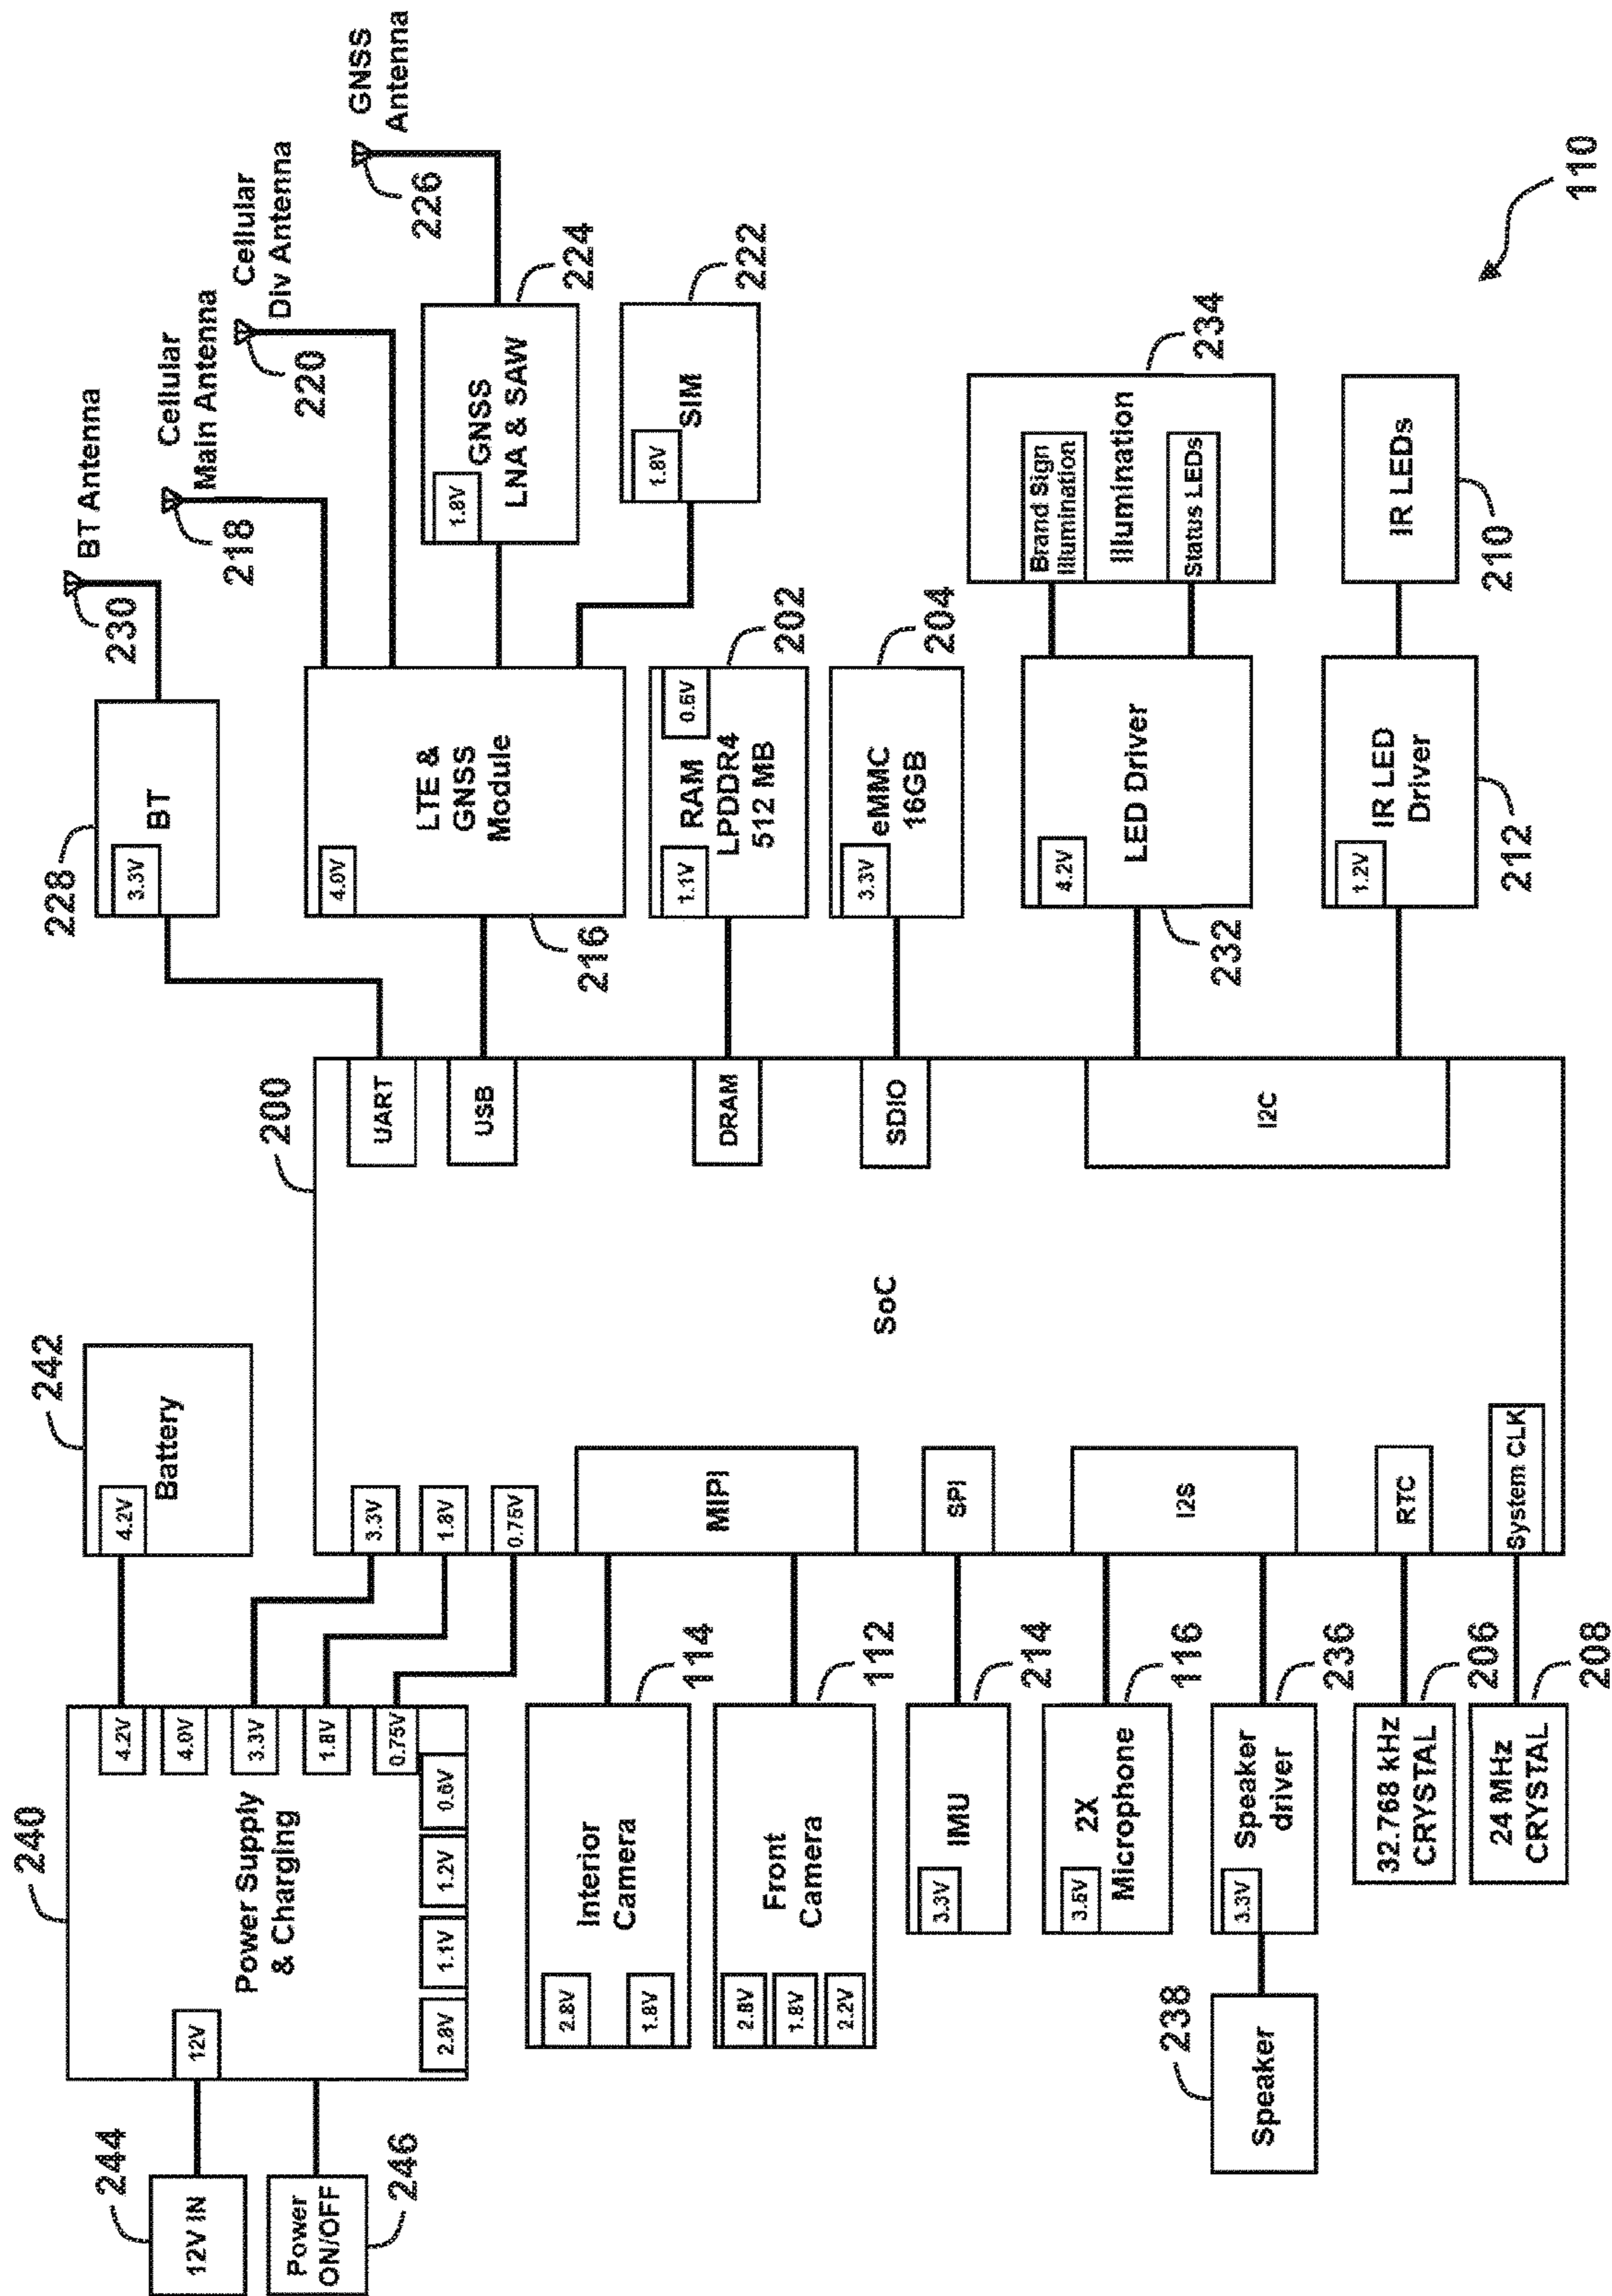 244
12V IN
Power
ON/OFF
246
240
12V
Power Supply
& Charging
4.2V
4.0V
3.3V
1.8V
0.75V
2.8V
1.1V
1.2V
0.6V
242
4.2V
Battery
200
3.3V
1.8V
0.75V
MIPI
SPI
I2S
RTC
System CLK
SoC
UART
USB
DRAM
SDIO
I2C
2.8V
1.8V
Interior
Camera
114
2.8V
1.8V
2.2V
Front
Camera
112
3.3V
IMU
214
2X
Microphone
116
238
Speaker
3.3V
Speaker
driver
236
32.768 kHz
CRYSTAL
206
24 MHz
CRYSTAL
208
228
3.3V
BT
230
BT Antenna
4.0V
LTE &
GNSS
Module
216
218
Cellular
Main Antenna
220
Cellular
Div Antenna
1.8V
GNSS
LNA & SAW
224
226
GNSS
Antenna
1.8V
SIM
222
1.1V
0.6V
RAM
LPDDR4
512 MB
202
3.3V
eMMC
16GB
204
4.2V
LED Driver
232
Brand Sign
Illumination
Illumination
Status LEDs
234
1.2V
IR LED
Driver
212
IR LEDs
210
110